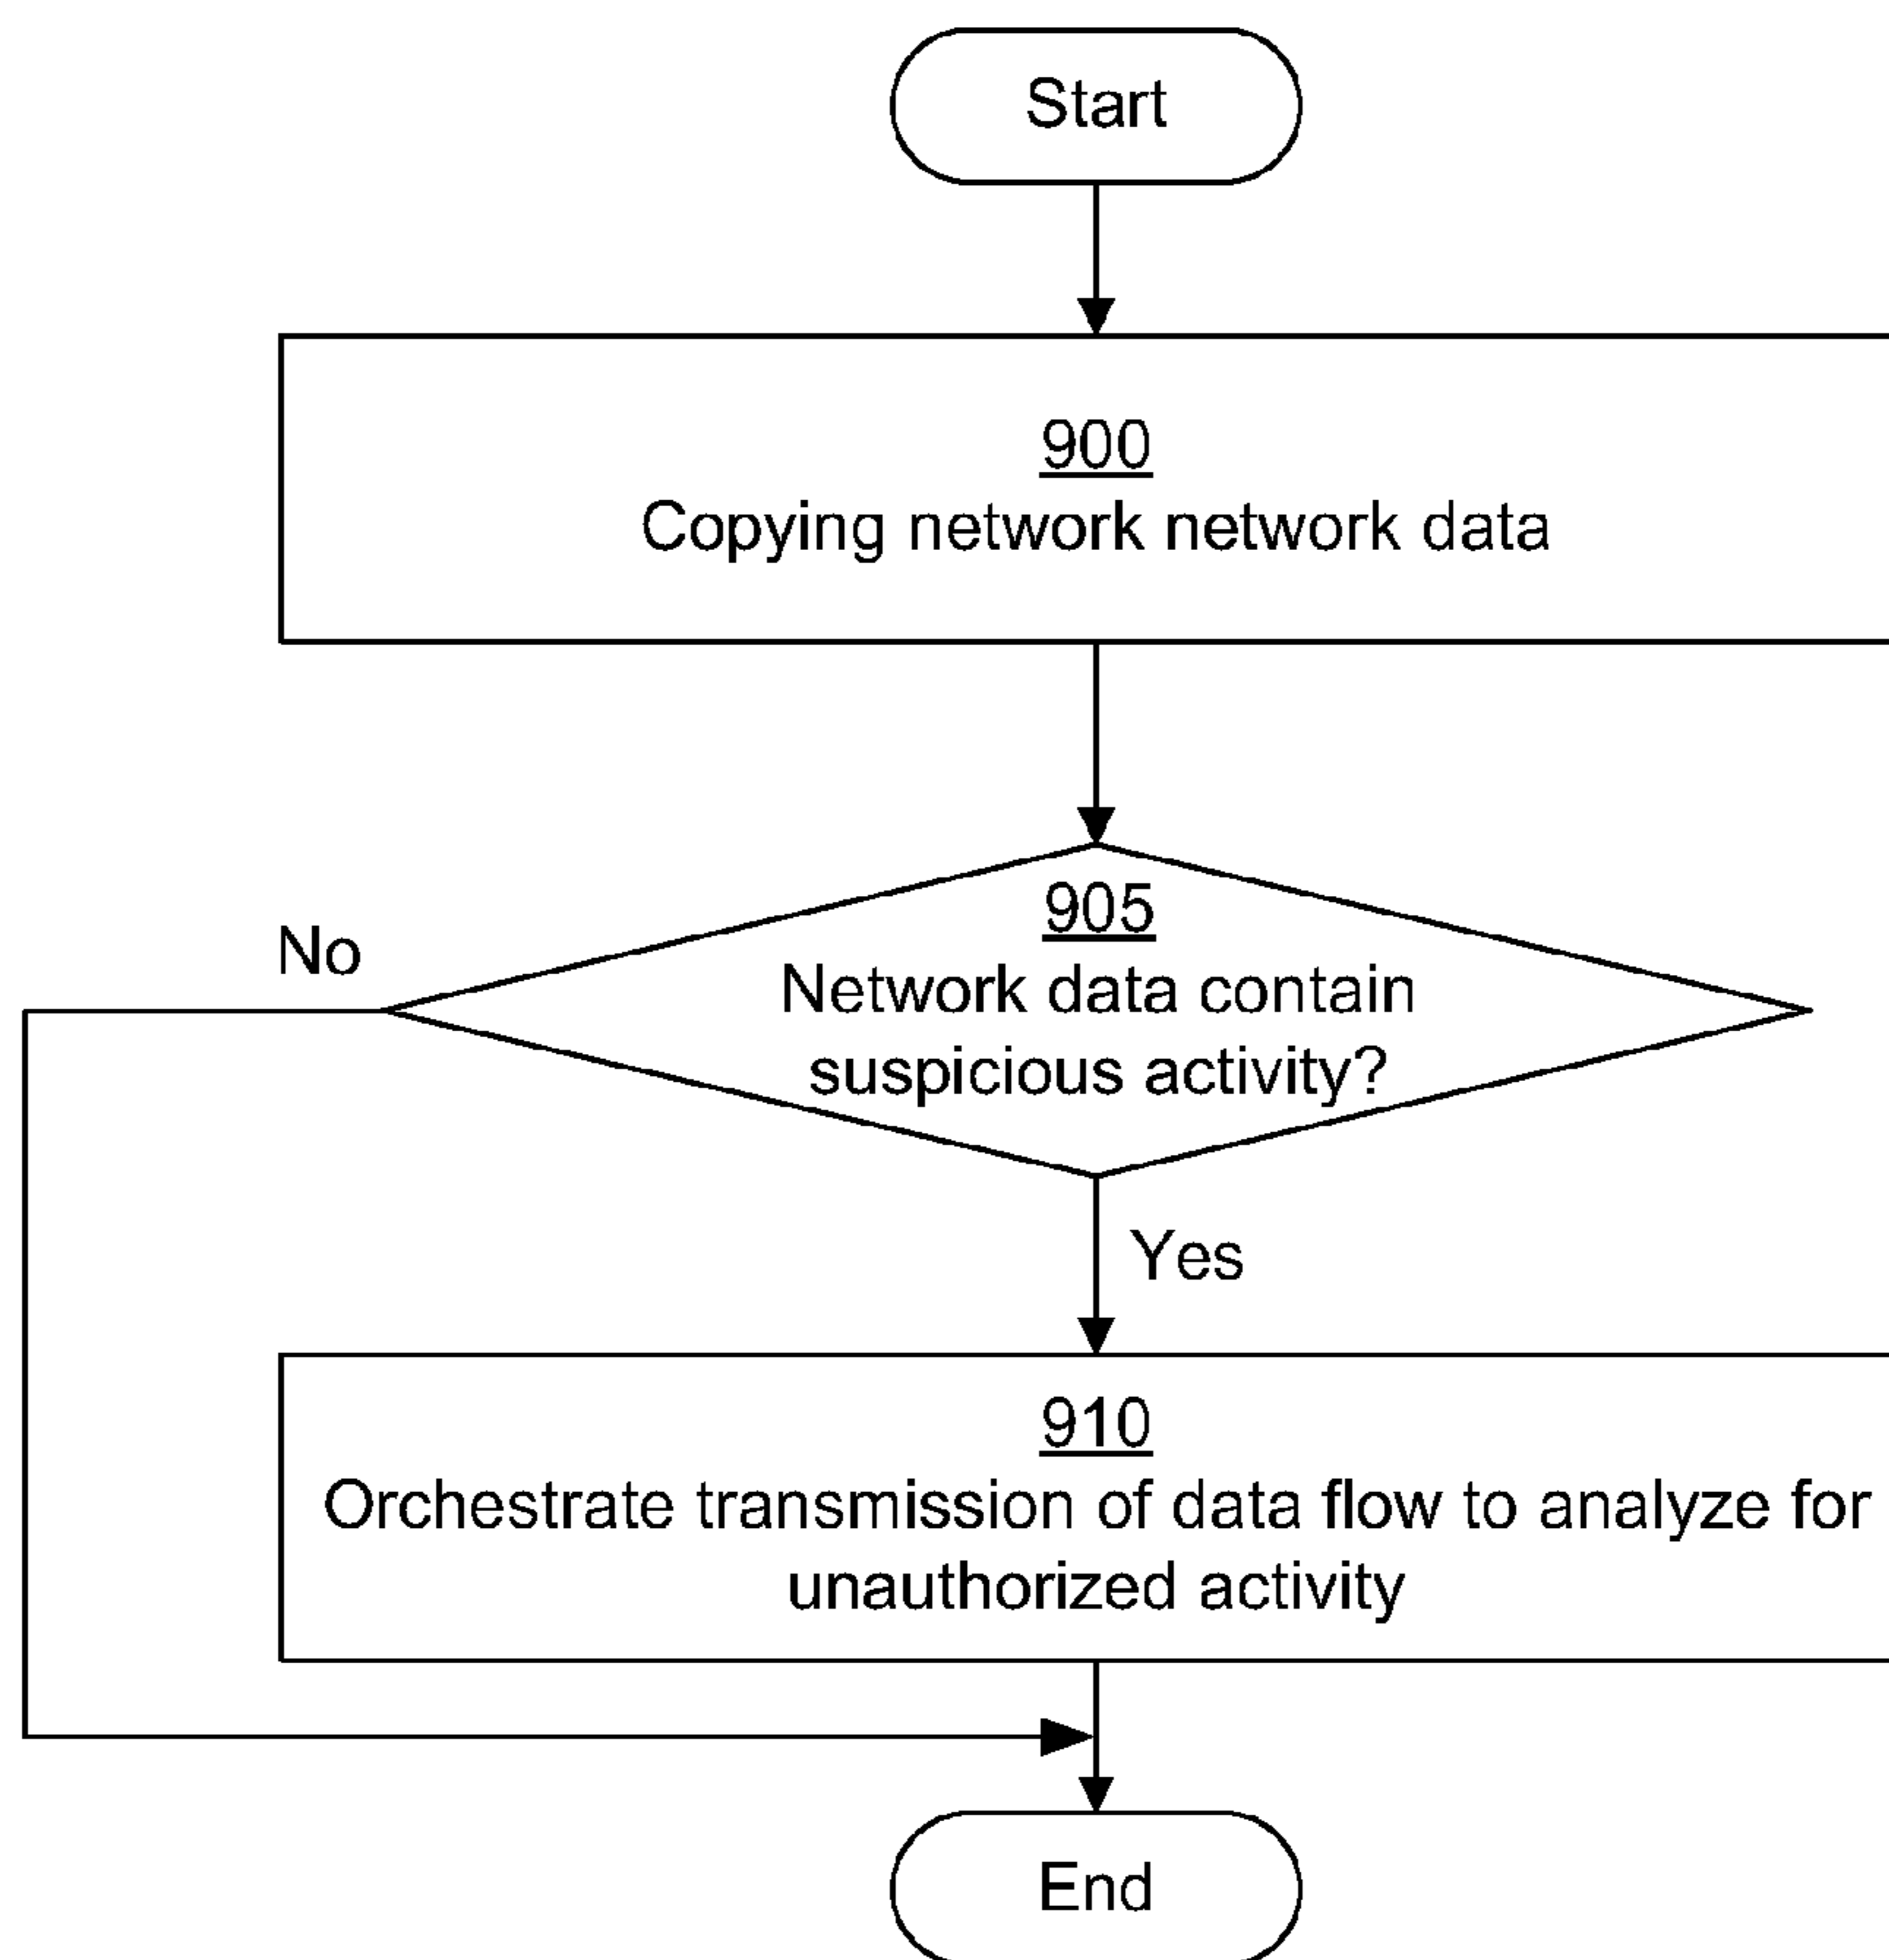 Start
900
Copying network network data
905
Network data contain
suspicious activity?
No
Yes
910
Orchestrate transmission of data flow to analyze for
unauthorized activity
End